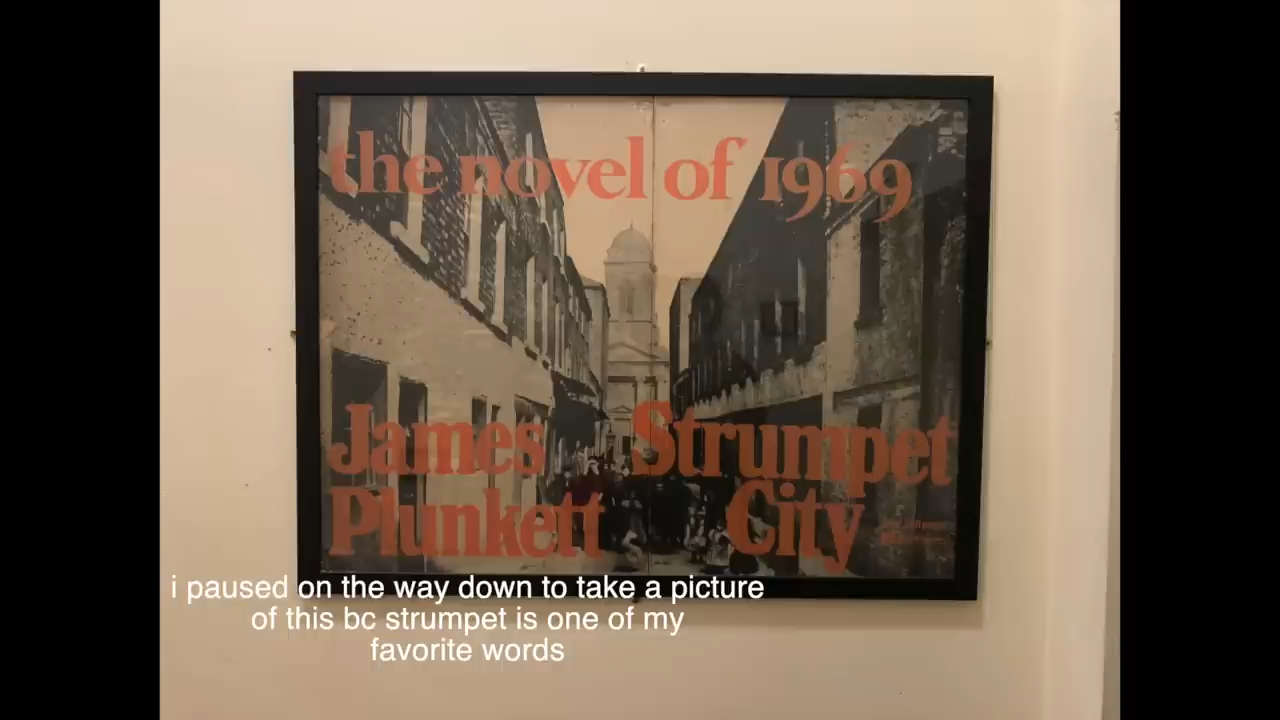 the novel of 1969
James Strumpet
Plunkett City
i paused on the way down to take a picture
of this bc strumpet is one of my
favorite words